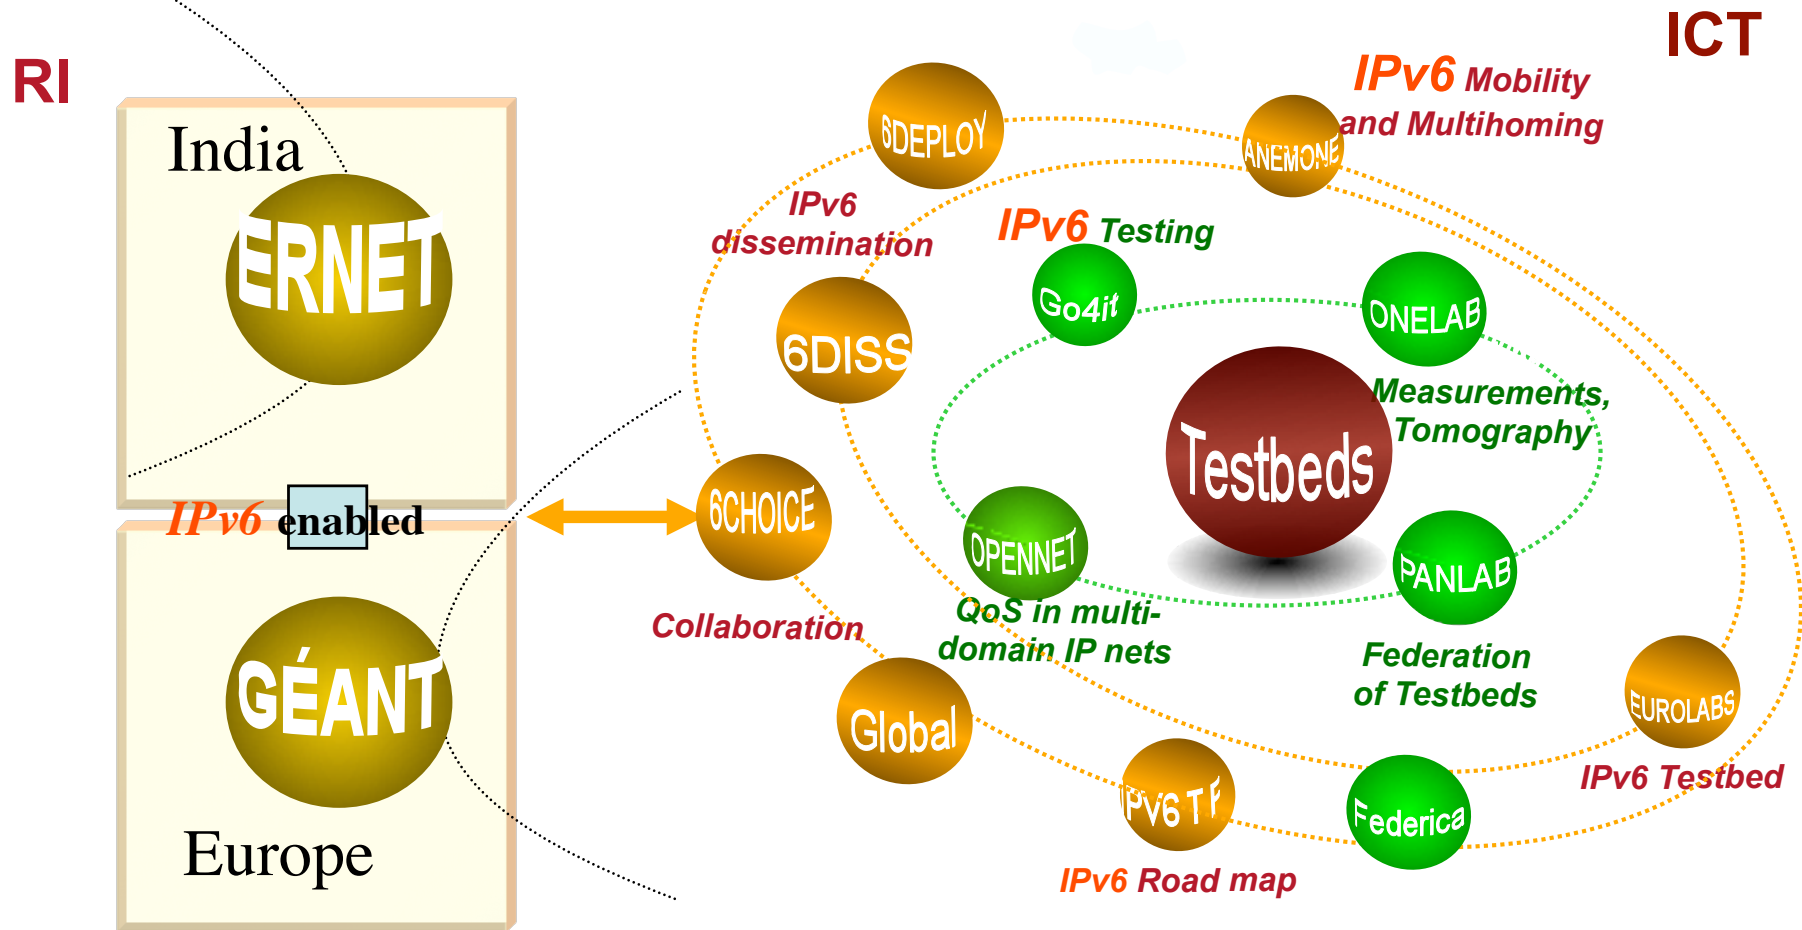 RI
India
ERNET
IPv6 enabled
GÉANT
Europe
ICT
6DEPLOY
IPv6 Mobility
and Multihoming
ANEMONE
IPv6
dissemination
IPv6 Testing
Go4it
ONELAB
6DISS
Measurements,
Tomography
Testbeds
6CHOICE
OPENNET
PANLAB
QoS in multi-
domain IP nets
Collaboration
Federation
of Testbeds
Global
EUROLABS
IPv6 Testbed
IPV6 TF
Federica
IPv6 Road map